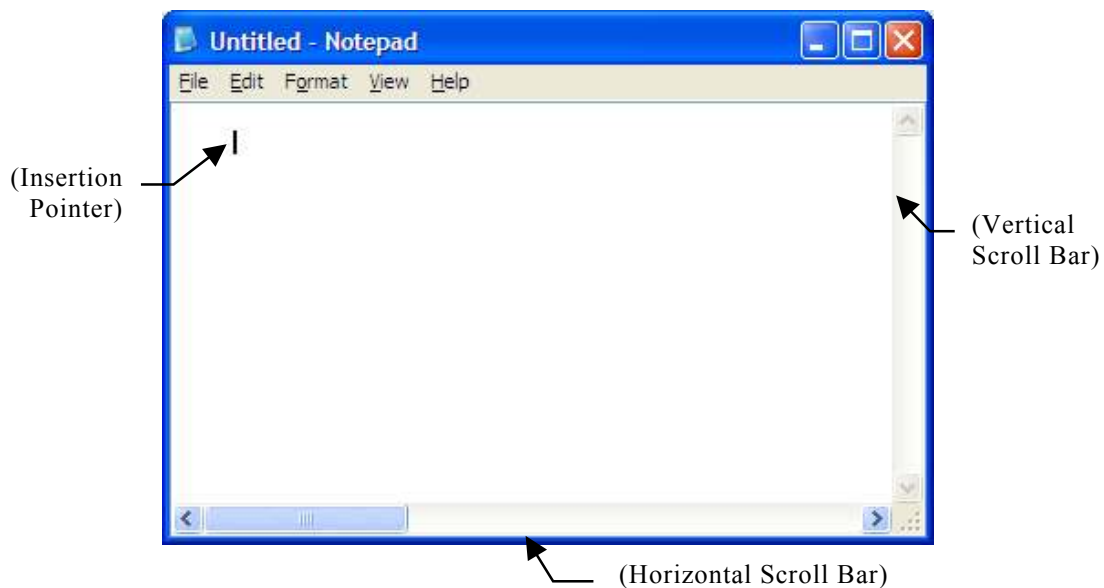 Untitled - Notepad
File Edit Format View Help
(Insertion
Pointer)
(Vertical
Scroll Bar)
(Horizontal Scroll Bar)